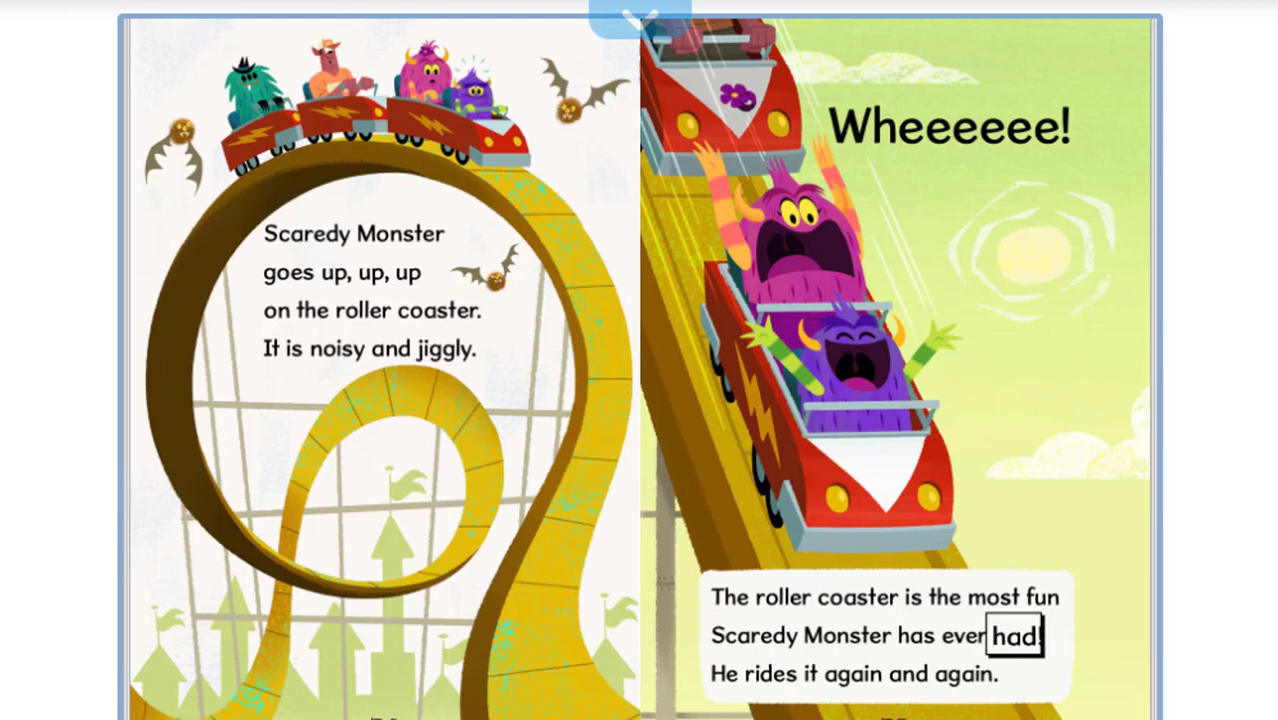 Scaredy Monster
goes up, up, up
on the roller coaster.
It is noisy and jiggly.
Wheeeeee!
The roller coaster is the most fun
Scaredy Monster has ever had!
He rides it again and again.